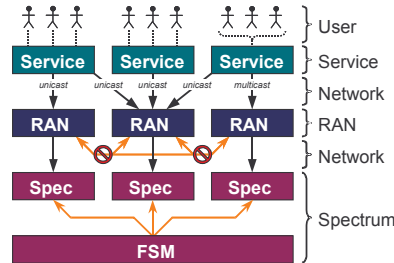 User
Service Service Service Service
unicast unicast unicast unicast multicast
Network
RAN RAN RAN RAN
Network
Spec Spec Spec
Spectrum
FSM